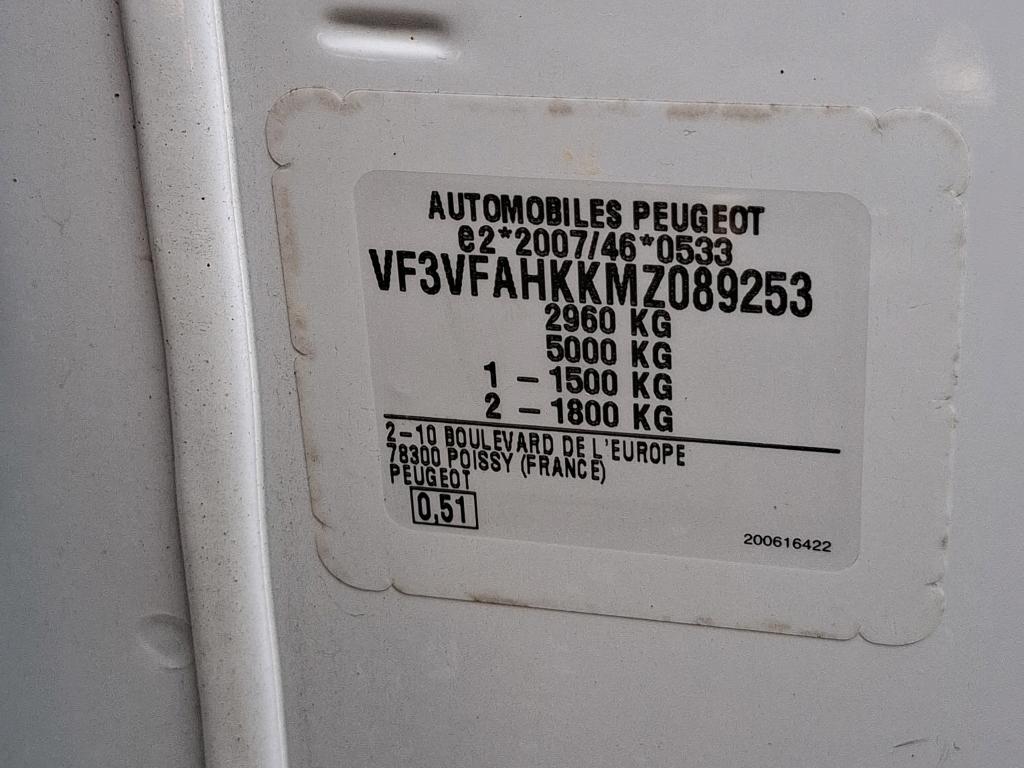 AUTOMOBILES PEUGEOT
e2*2007/46*0533
VF3VFAHKKMZ089253
2960 KG
5000 KG
1 - 1500 KG
2 - 1800 KG
2-10 BOULEVARD DE L'EUROPE
78300 POISSY (FRANCE)
PEUGEOT
0,51
200616422